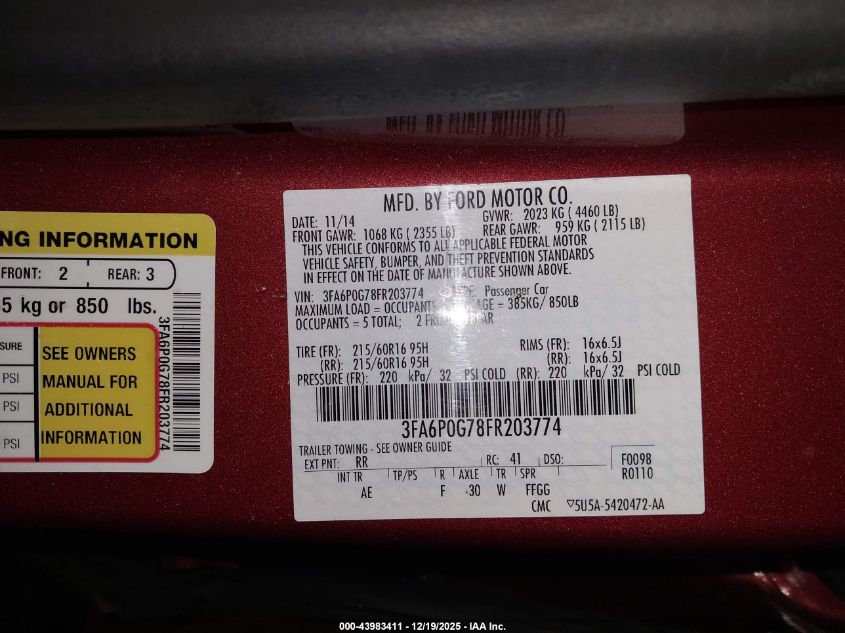 NG INFORMATION
FRONT: 2 REAR: 3
5 kg or 850 lbs.
SURE
PSI
PSI
PSI
SEE OWNERS
MANUAL FOR
ADDITIONAL
INFORMATION
3FA6P0G78FR203774
MFD. BY FORD MOTOR CO.
DATE: 11/14 GVWR: 2023 KG ( 4460 LB)
FRONT GAWR: 1068 KG ( 2355 LB) REAR GAWR: 959 KG ( 2115 LB)
THIS VEHICLE CONFORMS TO ALL APPLICABLE FEDERAL MOTOR
VEHICLE SAFETY, BUMPER, AND THEFT PREVENTION STANDARDS
IN EFFECT ON THE DATE OF MANUFACTURE SHOWN ABOVE.
VIN: 3FA6P0G78FR203774 TYPE: Passenger Car
MAXIMUM LOAD = OCCUPANTS = 385KG/ 850LB
OCCUPANTS = 5 TOTAL; 2 REAR
TIRE (FR): 215/60R16 95H RIMS (FR): 16x6.5J
(RR): 215/60R16 95H (RR): 16x6.5J
PRESSURE (FR): 220 kPa/ 32 PSI COLD (RR): 220 kPa/ 32 PSI COLD
3FA6P0G78FR203774
TRAILER TOWING - SEE OWNER GUIDE
EXT PNT: RR RC: 41 DSO: F0098
R0110
INT TR TP/PS R AXLE TR SPR
AE F 30 W FFGG
CMC ▽5U5A-5420472-AA
000-43983411 - 12/19/2025 - IAA Inc.